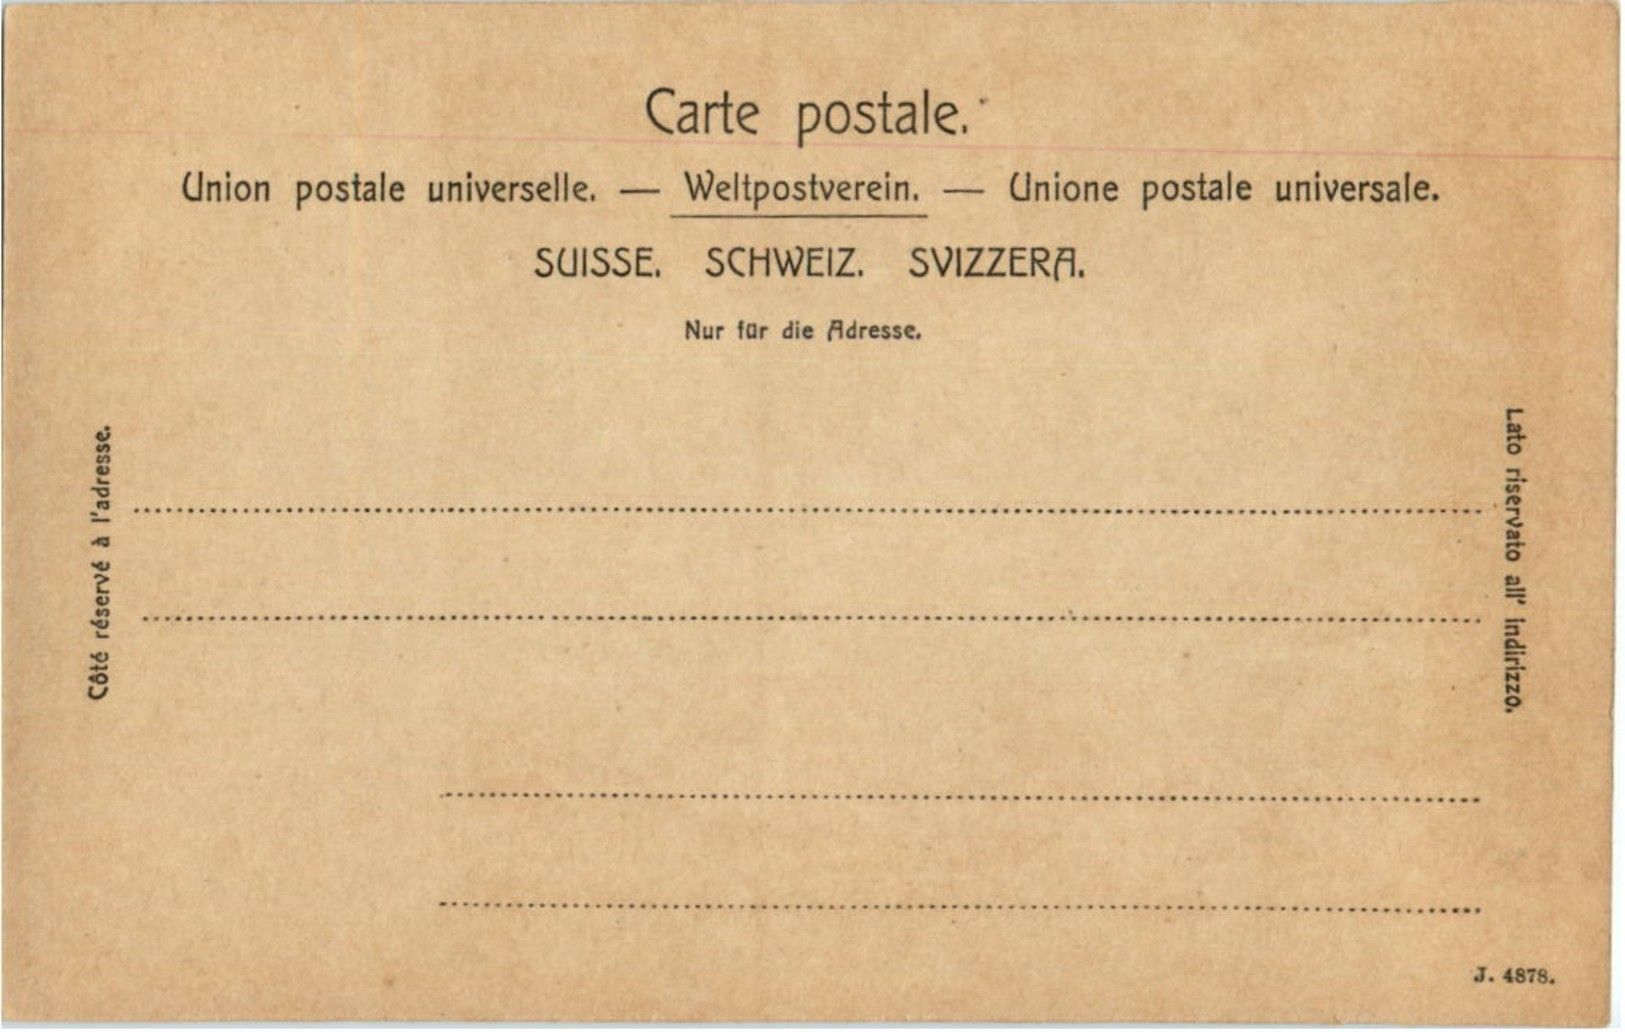 Carte postale.
Union postale universelle. — Weltpostverein. — Unione postale universale.
SUISSE. SCHWEIZ. SVIZZERA.
Nur für die Adresse.
Côté réservé à l'adresse.
Lato riservato all' indirizzo.
J. 4878.